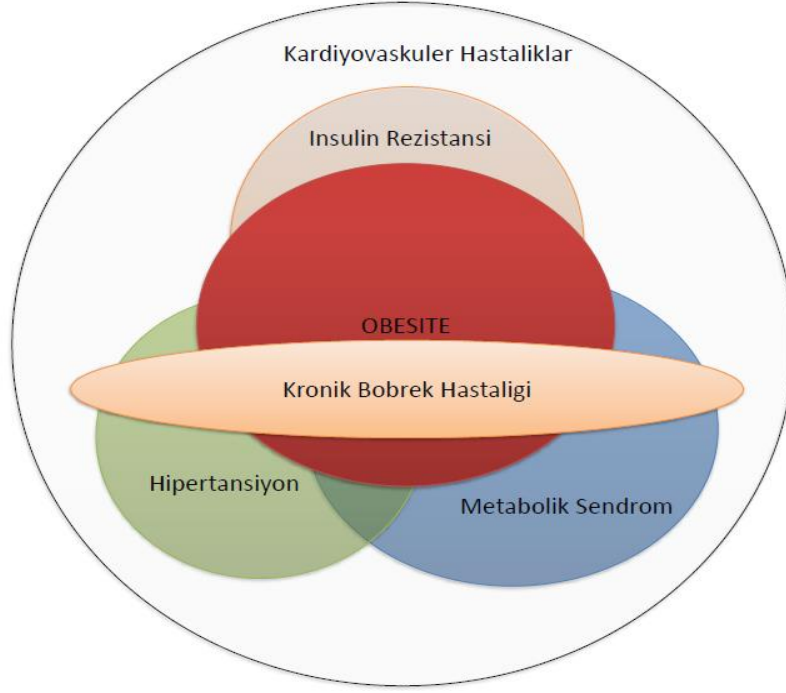 Kardiyovaskuler Hastaliklar
Insulin Rezistansi
OBESITE
Kronik Bobrek Hastaligi
Hipertansiyon
Metabolik Sendrom